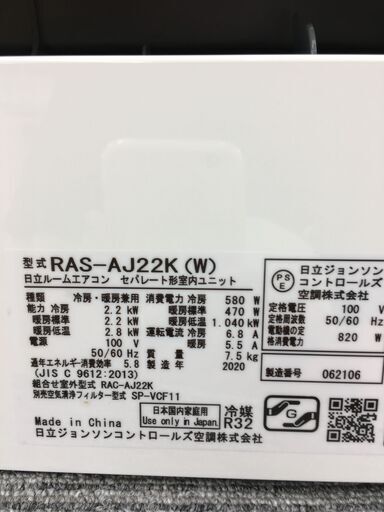 型式 RAS-AJ22K (W)
日立ルームエアコン セパレート形室内ユニット
種類 冷房・暖房兼用
能力 冷房 2.2 kW
暖房標準 2.2 kW
暖房低温 2.8 kW
電源 100 V
50/60 Hz
通年エネルギー消費効率 5.8
(JIS C 9612:2013)
組合せ室外型式 RAC-AJ22K
別売空気清浄フィルター型式 SP-VCF11
消費電力 冷房 580 W
暖房標準 470 W
暖房低温 1.040 kW
運転電流 冷房 6.8 A
暖房 5.5 A
質量 7.5 kg
2020
Made in China
日本国内家庭用
Use only in Japan.
冷媒
R32
日立ジョンソンコントロールズ空調株式会社
PS
E
日立ジョンソン
コントロールズ
空調株式会社
定格電圧 100 V
定格周波数 50/60 Hz
電動機の定
格消費電力 820 W
製造番号 062106
G